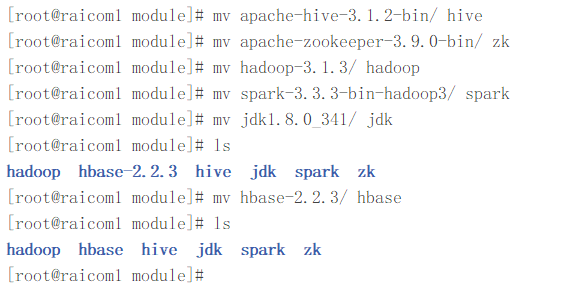 [root@raicom1 module]# mv apache-hive-3.1.2-bin/ hive
[root@raicom1 module]# mv apache-zookeeper-3.9.0-bin/ zk
[root@raicom1 module]# mv hadoop-3.1.3/ hadoop
[root@raicom1 module]# mv spark-3.3.3-bin-hadoop3/ spark
[root@raicom1 module]# mv jdk1.8.0_341/ jdk
[root@raicom1 module]# ls
hadoop  hbase-2.2.3  hive  jdk  spark  zk
[root@raicom1 module]# mv hbase-2.2.3/ hbase
[root@raicom1 module]# ls
hadoop  hbase  hive  jdk  spark  zk
[root@raicom1 module]#